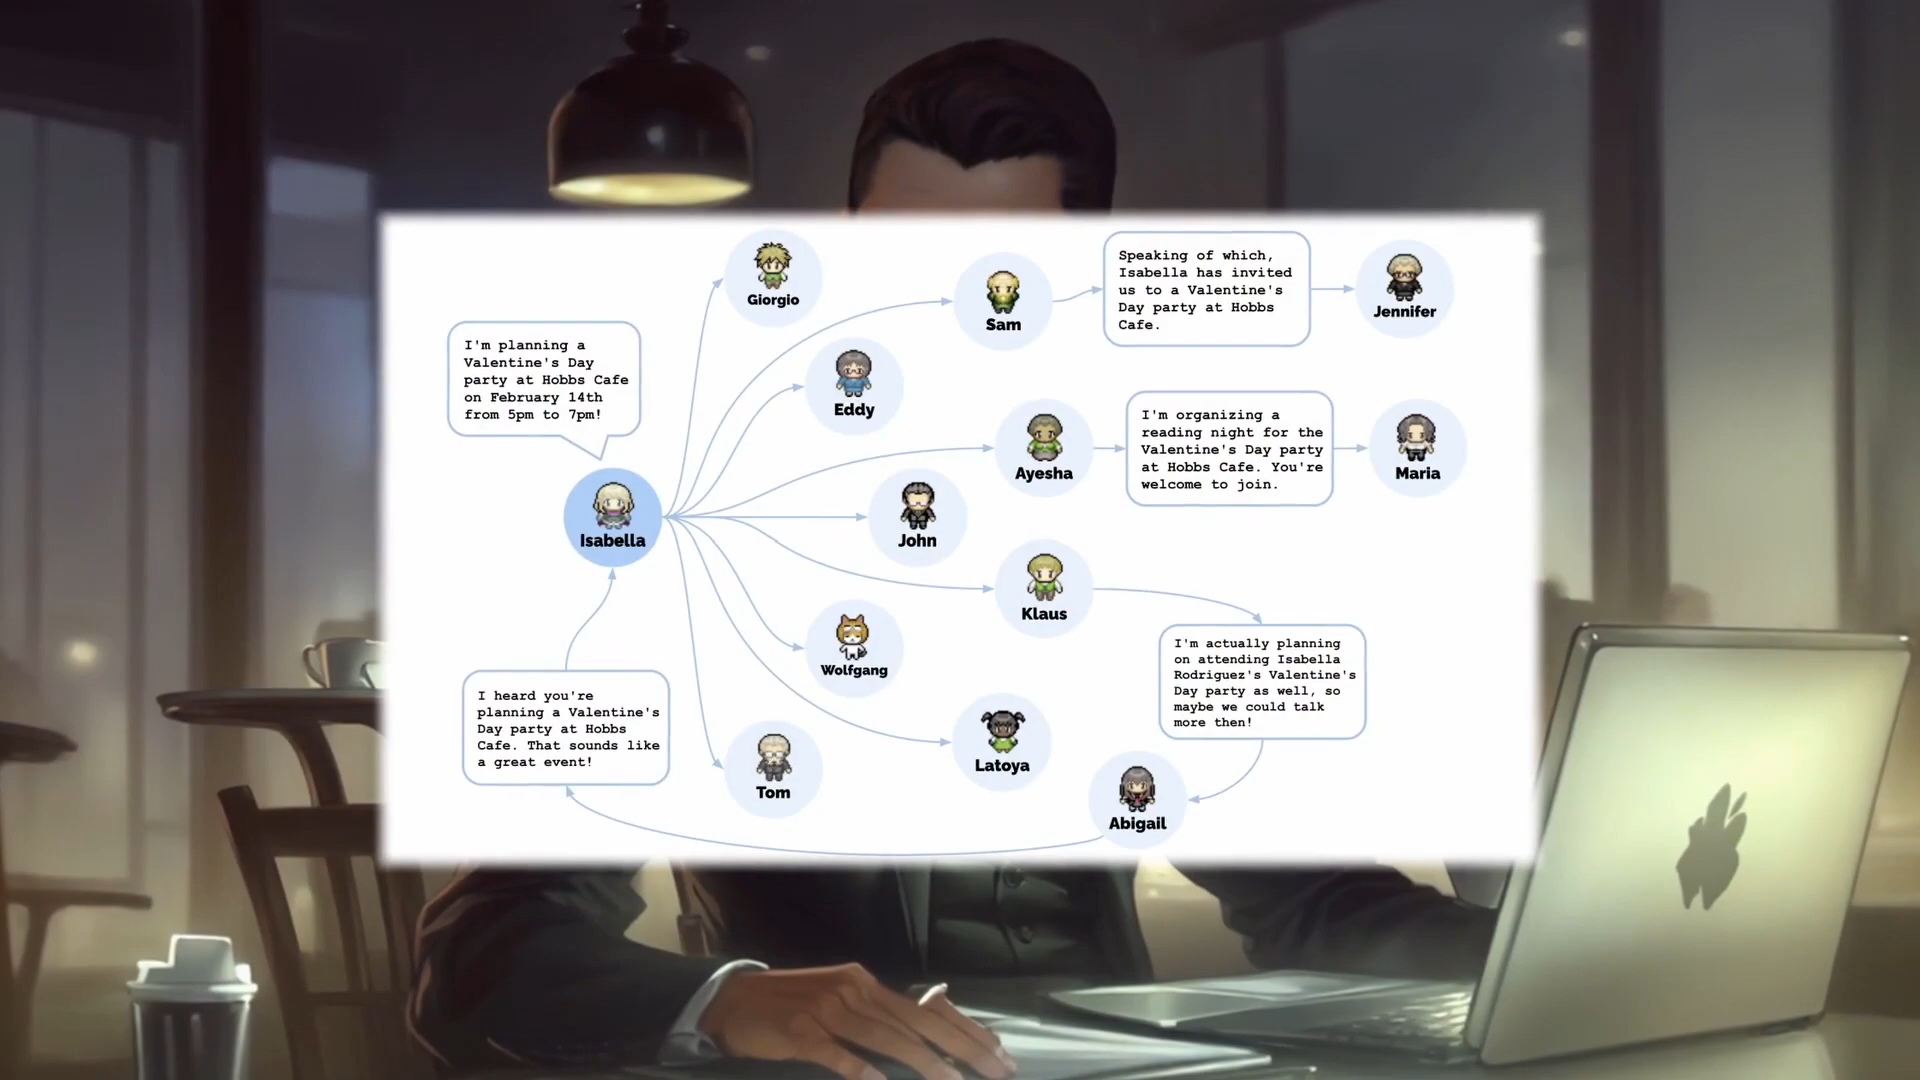 Giorgio
Sam
Speaking of which,
Isabella has invited
us to a Valentine's
Day party at Hobbs
Cafe.
Jennifer
I'm planning a
Valentine's Day
party at Hobbs Cafe
on February 14th
from 5pm to 7pm!
Eddy
Ayesha
I'm organizing a
reading night for the
Valentine's Day party
at Hobbs Cafe. You're
welcome to join.
Maria
Isabella
John
Klaus
I'm actually planning
on attending Isabella
Rodriguez's Valentine's
Day party as well, so
maybe we could talk
more then!
Wolfgang
I heard you're
planning a Valentine's
Day party at Hobbs
Cafe. That sounds like
a great event!
Tom
Latoya
Abigail